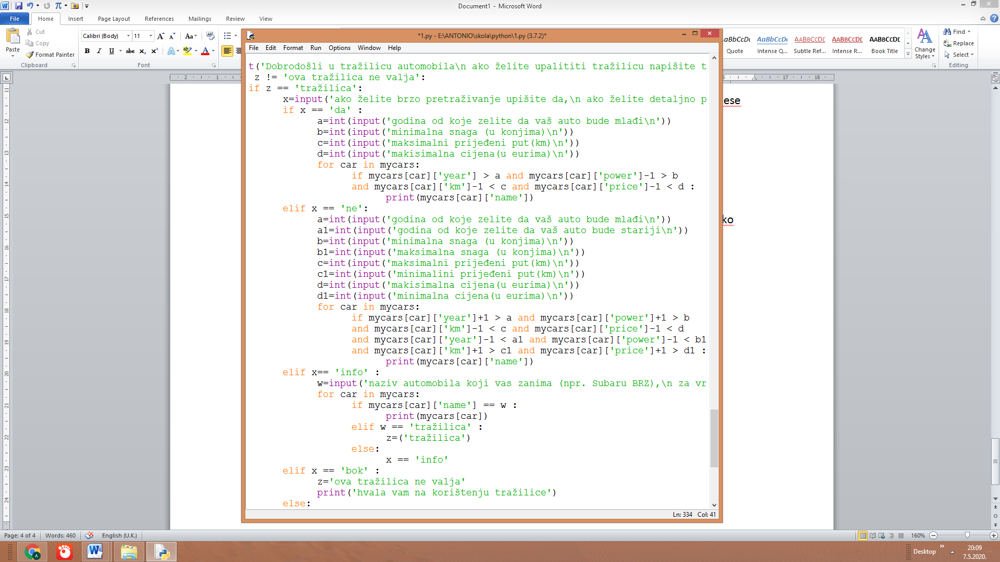 Document1 - Microsoft Word
File Home Insert Page Layout References Mailings Review View
Paste
Cut
Copy
Format Painter
Clipboard
Calibri (Body) 11
Font
Quote
Intense Q...
Subtle Ref...
Intense R...
Book Title
Change Styles
Find
Replace
Select
Editing
*1.py - E:\ANTONIO\skola\python\1.py (3.7.2)*
File Edit Format Run Options Window Help
t('Dobrodošli u tražilicu automobila\n ako želite upalititi tražilicu napišite t
z != 'ova tražilica ne valja':
if z == 'tražilica':
x=input('ako želite brzo pretraživanje upišite da,\n ako želite detaljno p
if x == 'da' :
a=int(input('godina od koje zelite da vaš auto bude mlađi\n'))
b=int(input('minimalna snaga (u konjima)\n'))
c=int(input('maksimalni prijeđeni put(km)\n'))
d=int(input('makisimalna cijena(u eurima)\n'))
for car in mycars:
if mycars[car]['year'] > a and mycars[car]['power']-1 > b
and mycars[car]['km']-1 < c and mycars[car]['price']-1 < d :
print(mycars[car]['name'])
elif x == 'ne':
a=int(input('godina od koje zelite da vaš auto bude mlađi\n'))
a1=int(input('godina od koje zelite da vaš auto bude stariji\n'))
b=int(input('minimalna snaga (u konjima)\n'))
b1=int(input('maksimalna snaga (u konjima)\n'))
c=int(input('maksimalni prijeđeni put(km)\n'))
c1=int(input('minimalini prijeđeni put(km)\n'))
d=int(input('makisimalna cijena(u eurima)\n'))
d1=int(input('minimalna cijena(u eurima)\n'))
for car in mycars:
if mycars[car]['year']+1 > a and mycars[car]['power']+1 > b
and mycars[car]['km']-1 < c and mycars[car]['price']-1 < d
and mycars[car]['year']-1 < a1 and mycars[car]['power']-1 < b1
and mycars[car]['km']+1 > c1 and mycars[car]['price']+1 > d1 :
print(mycars[car]['name'])
elif x== 'info' :
w=input('naziv automobila koji vas zanima (npr. Subaru BRZ),\n za vr
for car in mycars:
if mycars[car]['name'] == w :
print(mycars[car])
elif w == 'tražilica' :
z=('tražilica')
else:
x == 'info'
elif x == 'bok' :
z='ova tražilica ne valja'
print('hvala vam na korištenju tražilice')
else:
Ln: 334 Col: 41
ese
ko
Page: 4 of 4 Words: 460 English (U.K.) 160%
Desktop
20:09
7.5.2020.